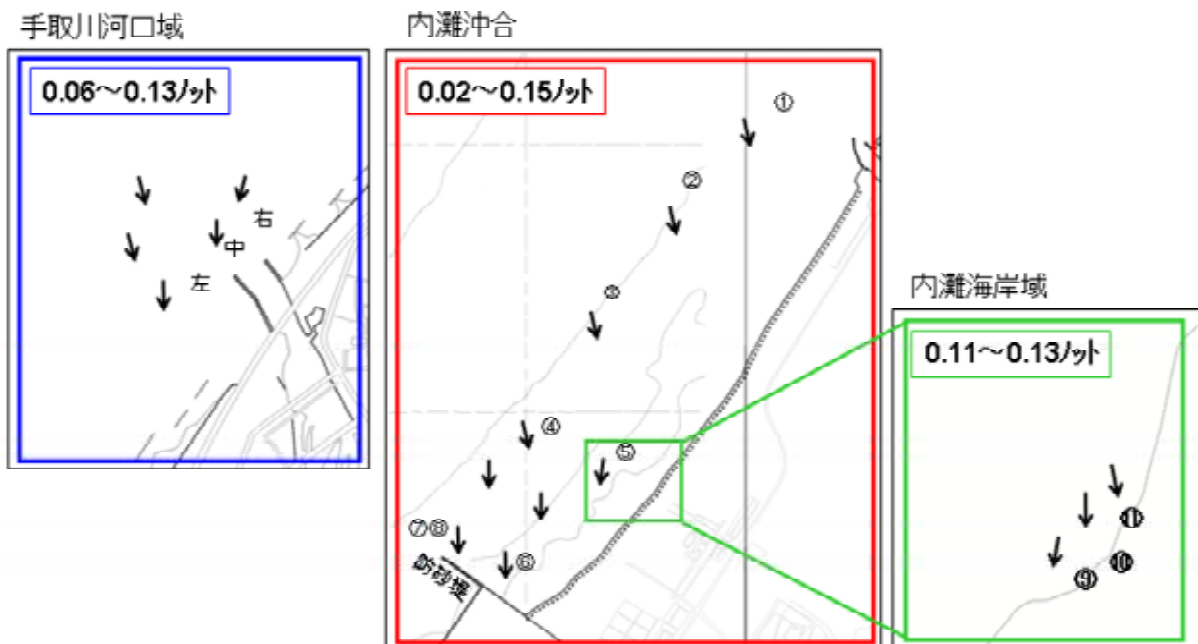 手取川河口域
0.06～0.13ﾉｯﾄ
右
中
左
内灘沖合
0.02～0.15ﾉｯﾄ
①
②
③
④
⑤
⑦⑧
⑥
防砂堤
内灘海岸域
0.11～0.13ﾉｯﾄ
⑪
⑩
⑨